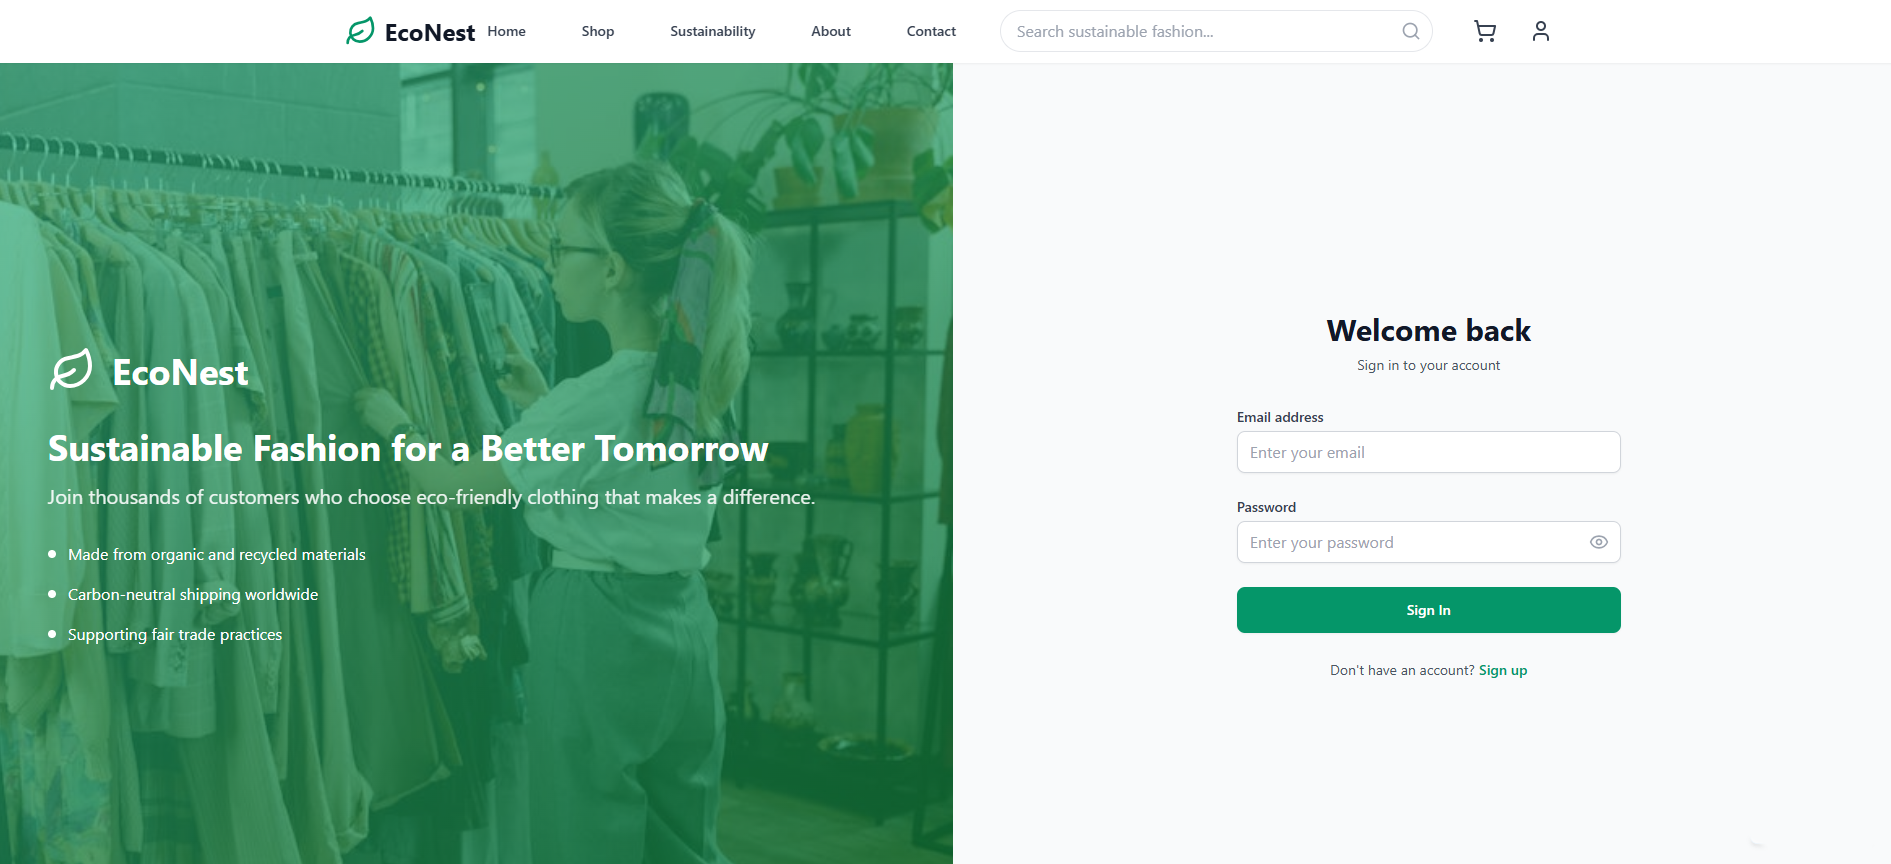 EcoNest Home Shop Sustainability About Contact Search sustainable fashion...
EcoNest
Sustainable Fashion for a Better Tomorrow
Join thousands of customers who choose eco-friendly clothing that makes a difference.
Made from organic and recycled materials
Carbon-neutral shipping worldwide
Supporting fair trade practices
Welcome back
Sign in to your account
Email address
Enter your email
Password
Enter your password
Sign In
Don't have an account? Sign up